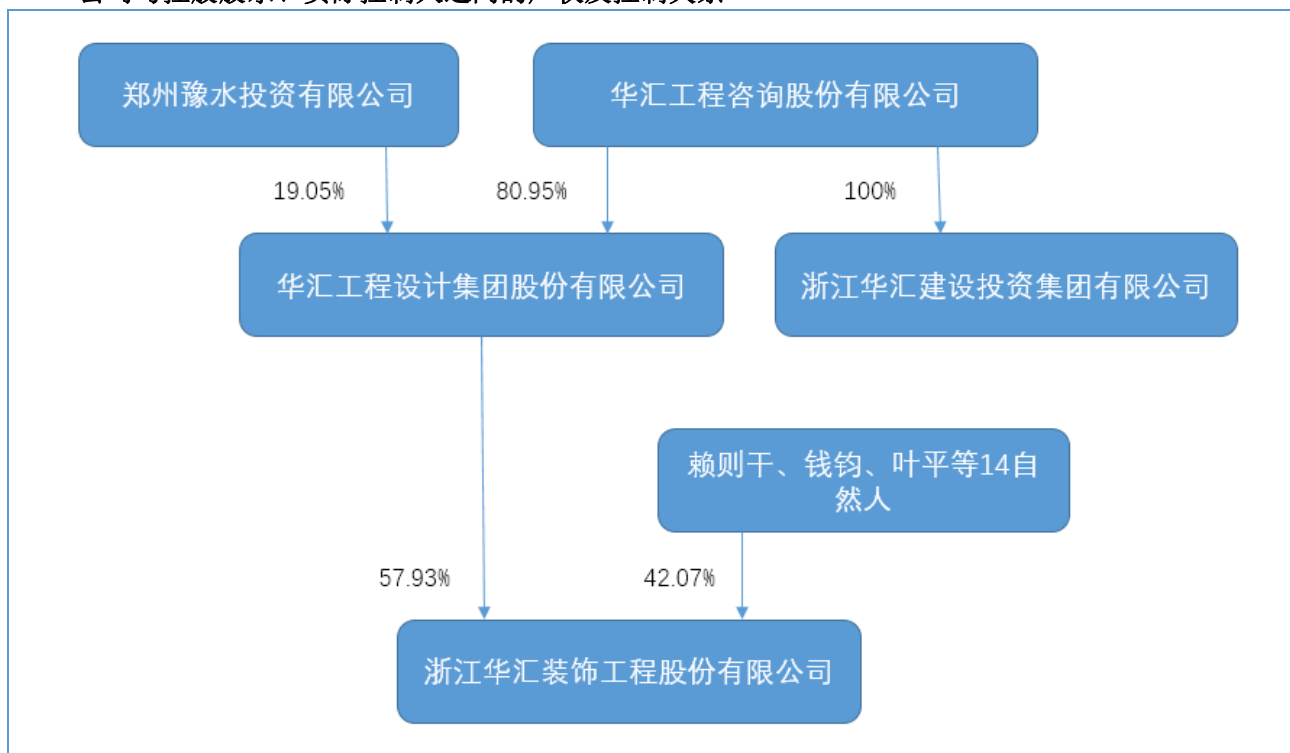 郑州豫水投资有限公司
华汇工程咨询股份有限公司
19.05%
80.95%
100%
华汇工程设计集团股份有限公司
浙江华汇建设投资集团有限公司
赖则干、钱钧、叶平等14自
然人
57.93%
42.07%
浙江华汇装饰工程股份有限公司